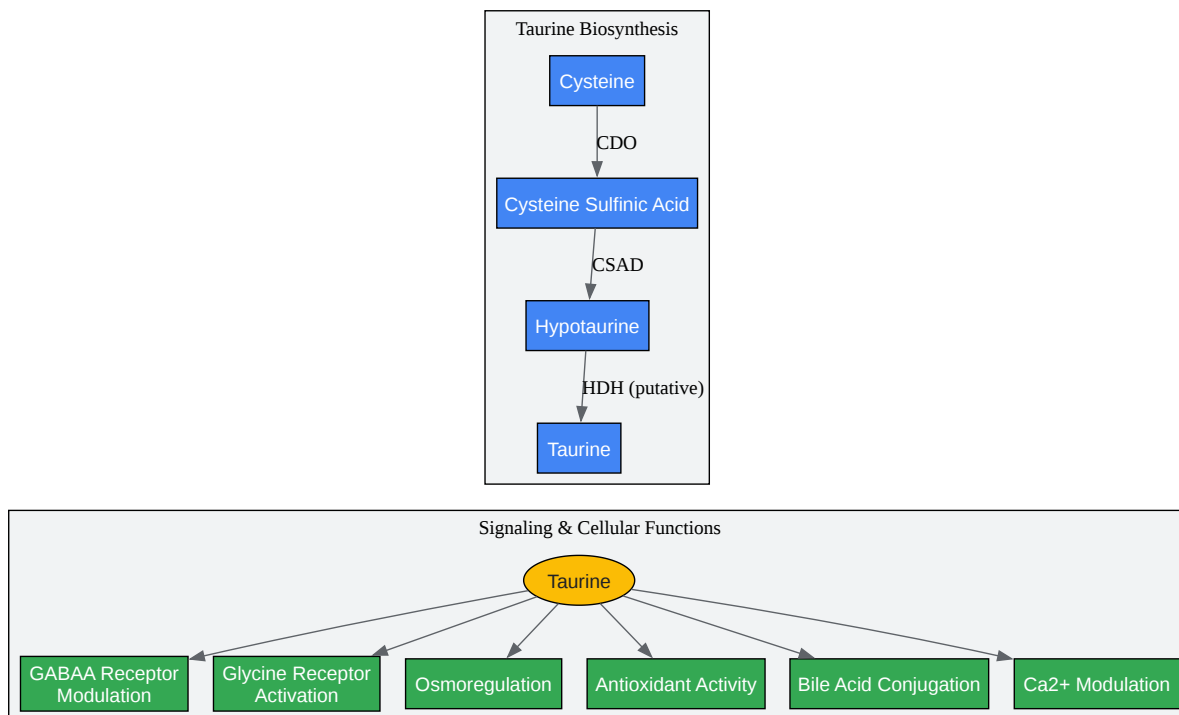 Taurine Biosynthesis
Cysteine
CDO
Cysteine Sulfinic Acid
CSAD
Hypotaurine
HDH (putative)
Taurine
Signaling & Cellular Functions
Taurine
GABAA Receptor
Modulation
Glycine Receptor
Activation
Osmoregulation
Antioxidant Activity
Bile Acid Conjugation
Ca2+ Modulation